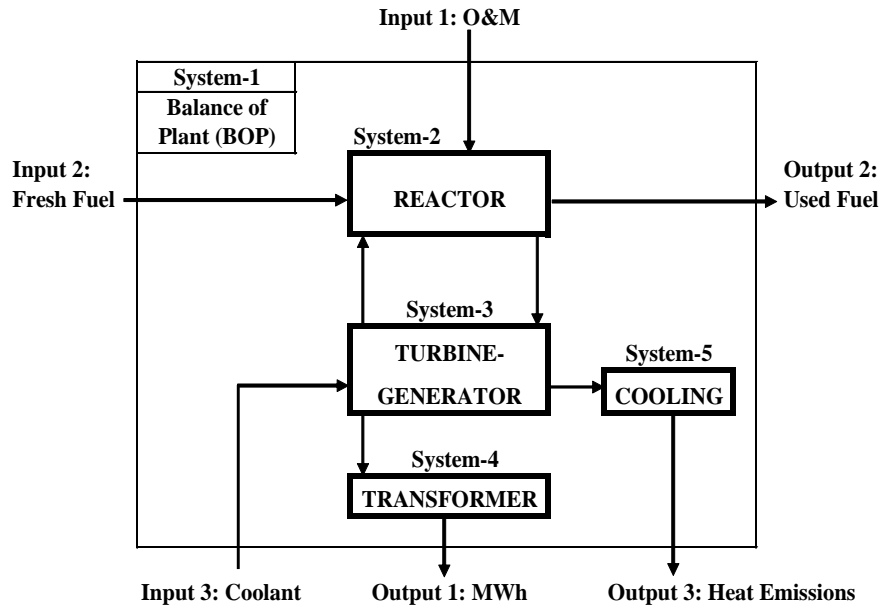 Input 1: O&M
System-1
Balance of
Plant (BOP)
System-2
Input 2:
Fresh Fuel
REACTOR
Output 2:
Used Fuel
System-3
TURBINE-
GENERATOR
System-5
COOLING
System-4
TRANSFORMER
Input 3: Coolant
Output 1: MWh
Output 3: Heat Emissions